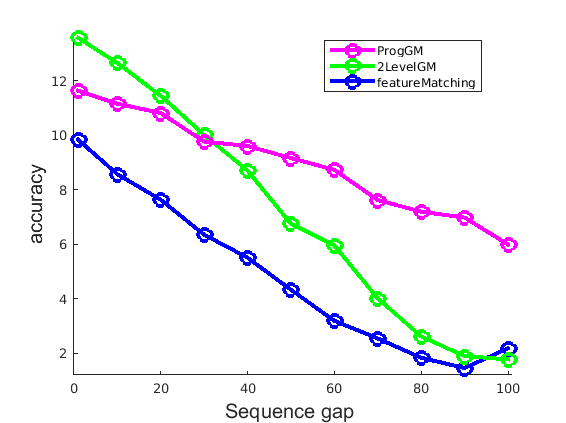 ProgGM
2LevelGM
featureMatching
12
10
8
6
4
2
accuracy
0 20 40 60 80 100
Sequence gap